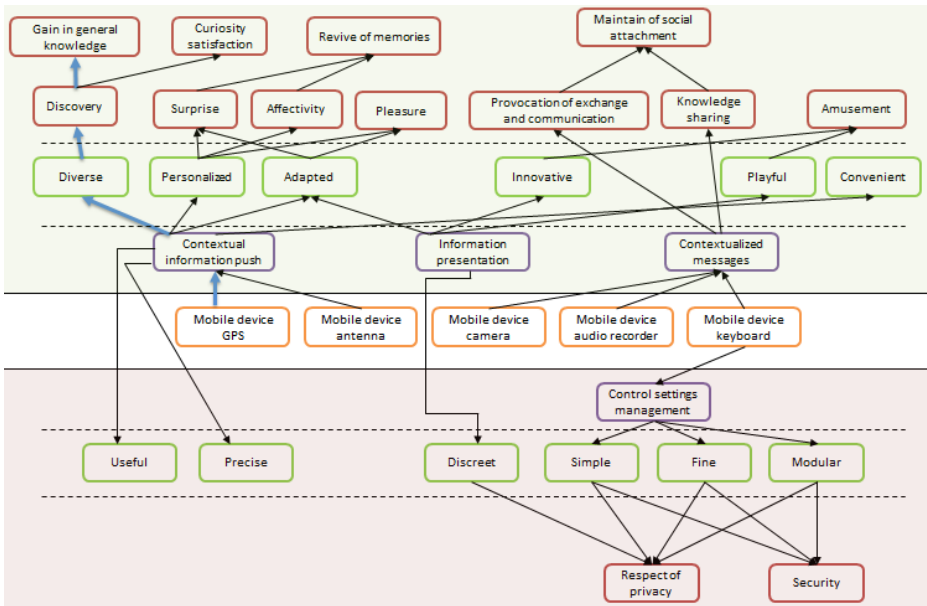 Gain in general
knowledge
Curiosity
satisfaction
Revive of memories
Maintain of social
attachment
Discovery
Surprise
Affectivity
Pleasure
Provocation of exchange
and communication
Knowledge
sharing
Amusement
Diverse
Personalized
Adapted
Innovative
Playful
Convenient
Contextual
information push
Information
presentation
Contextualized
messages
Mobile device
GPS
Mobile device
antenna
Mobile device
camera
Mobile device
audio recorder
Mobile device
keyboard
Control settings
management
Useful
Precise
Discreet
Simple
Fine
Modular
Respect of
privacy
Security